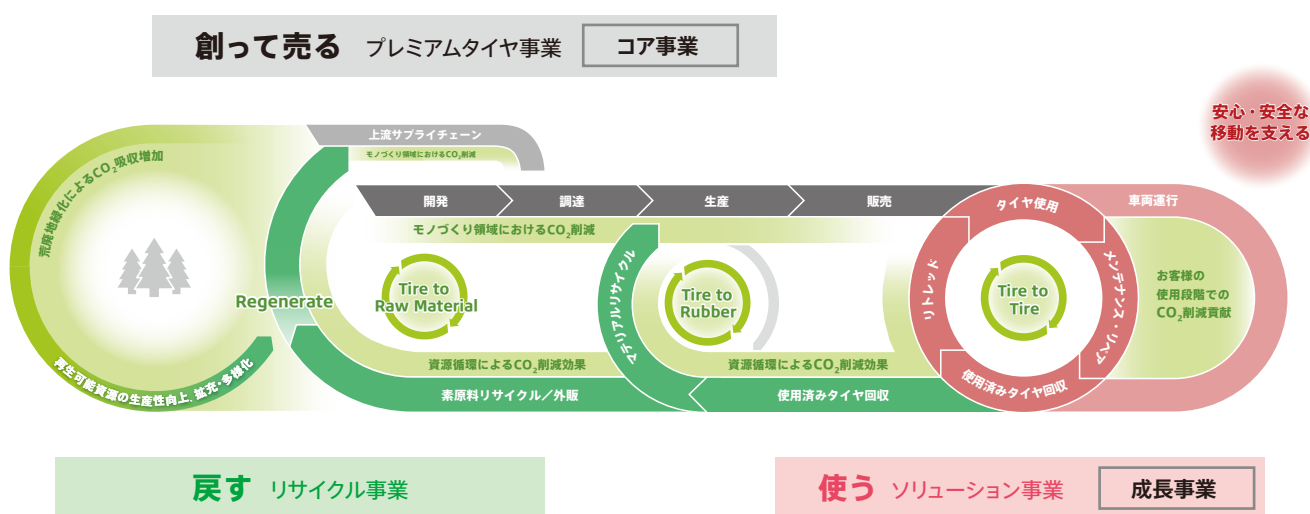 創って売る プレミアムタイヤ事業 コア事業
安心・安全な
移動を支える
上流サプライチェーン
モノづくり領域におけるCO2削減
荒廃地緑化によるCO2吸収増加
開発 調達 生産 販売 タイヤ使用 車両運行
モノづくり領域におけるCO2削減
マテリアルリサイクル
リトレッド
メンテナンス・リペア
Regenerate
Tire to
Raw Material
Tire to
Rubber
Tire to
Tire
お客様の
使用段階での
CO2削減貢献
資源循環によるCO2削減効果
資源循環によるCO2削減効果
再生可能資源の生産性向上、拡充・多様化
素原料リサイクル/外販
使用済みタイヤ回収
使用済みタイヤ回収
戻す リサイクル事業
使う ソリューション事業 成長事業